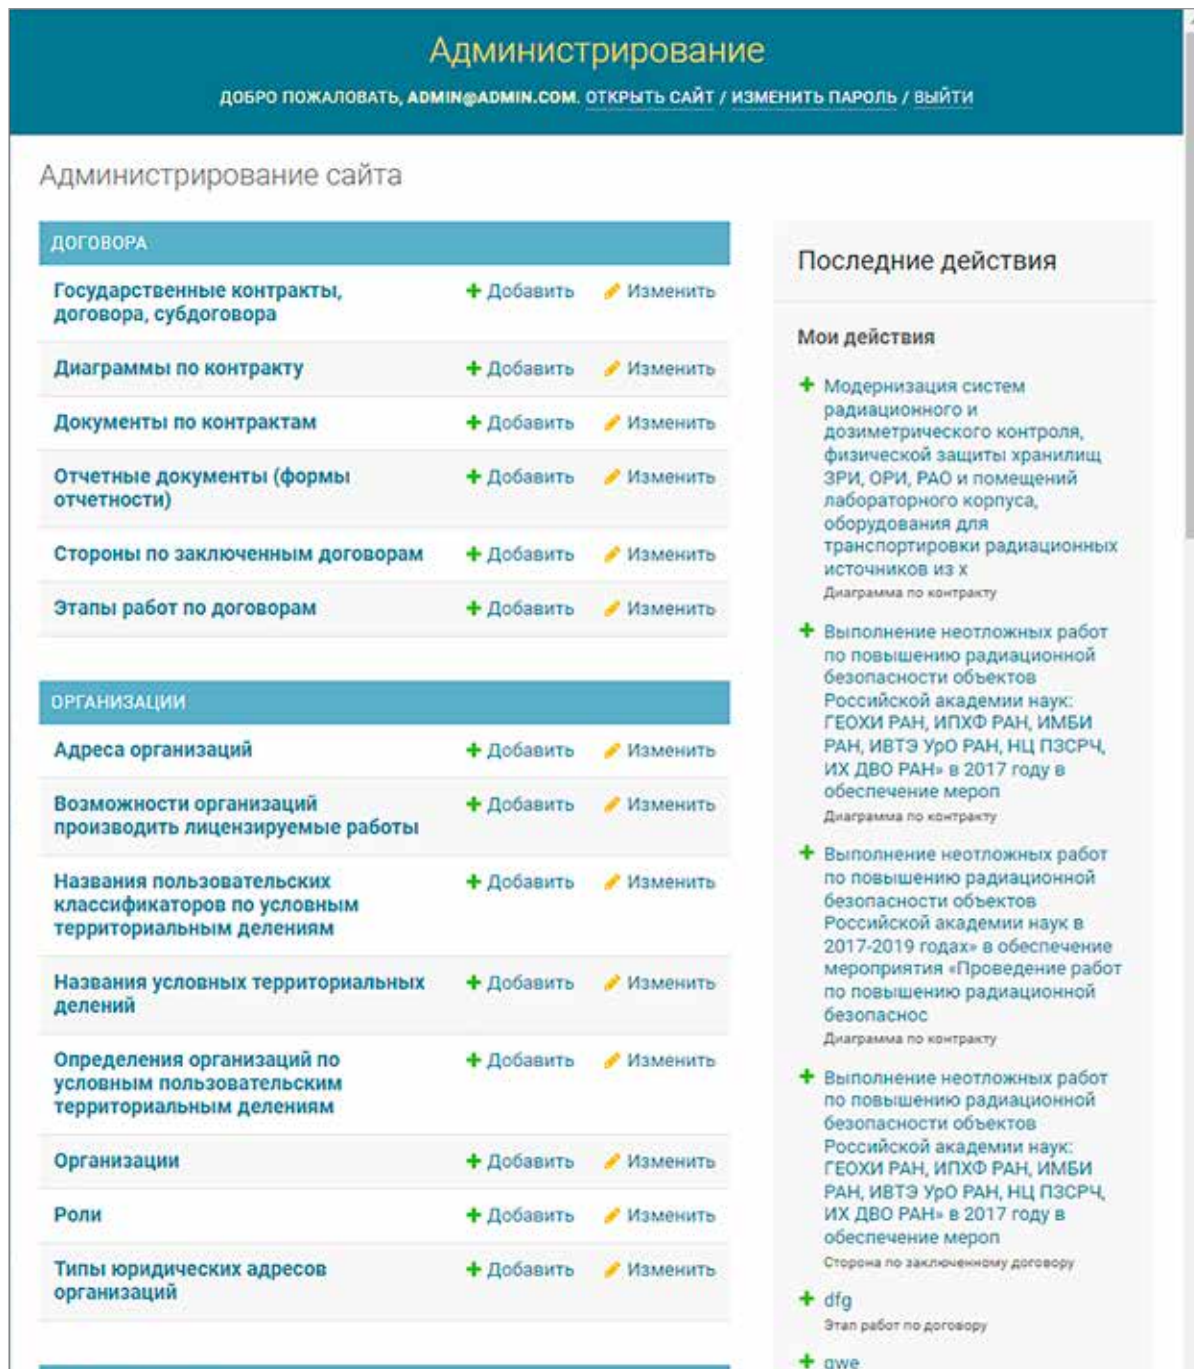 Администрирование
ДОБРО ПОЖАЛОВАТЬ, ADMIN@ADMIN.COM. ОТКРЫТЬ САЙТ / ИЗМЕНИТЬ ПАРОЛЬ / ВЫЙТИ
Администрирование сайта
ДОГОВОРА
Государственные контракты,
договора, субдоговора
Добавить
Изменить
Диаграммы по контракту
Добавить
Изменить
Документы по контрактам
Добавить
Изменить
Отчетные документы (формы
отчетности)
Добавить
Изменить
Стороны по заключенным договорам
Добавить
Изменить
Этапы работ по договорам
Добавить
Изменить
ОРГАНИЗАЦИИ
Адреса организаций
Добавить
Изменить
Возможности организаций
производить лицензируемые работы
Добавить
Изменить
Названия пользовательских
классификаторов по условным
территориальным делениям
Добавить
Изменить
Названия условных территориальных
делений
Добавить
Изменить
Определения организаций по
условным пользовательским
территориальным делениям
Добавить
Изменить
Организации
Добавить
Изменить
Роли
Добавить
Изменить
Типы юридических адресов
организаций
Добавить
Изменить
Последние действия
Мои действия
Модернизация систем
радиационного и
дозиметрического контроля,
физической защиты хранилищ
ЗРИ, ОРИ, РАО и помещений
лабораторного корпуса,
оборудования для
транспортировки радиационных
источников из х
Диаграмма по контракту
Выполнение неотложных работ
по повышению радиационной
безопасности объектов
Российской академии наук:
ГЕОХИ РАН, ИПХФ РАН, ИМБИ
РАН, ИВТЭ УрО РАН, НЦ ПЗСРЧ,
ИХ ДВО РАН» в 2017 году в
обеспечение мероп
Диаграмма по контракту
Выполнение неотложных работ
по повышению радиационной
безопасности объектов
Российской академии наук в
2017-2019 годах» в обеспечение
мероприятия «Проведение работ
по повышению радиационной
безопаснос
Диаграмма по контракту
Выполнение неотложных работ
по повышению радиационной
безопасности объектов
Российской академии наук:
ГЕОХИ РАН, ИПХФ РАН, ИМБИ
РАН, ИВТЭ УрО РАН, НЦ ПЗСРЧ,
ИХ ДВО РАН» в 2017 году в
обеспечение мероп
Сторона по заключенному договору
dfg
Этап работ по договору
qwe